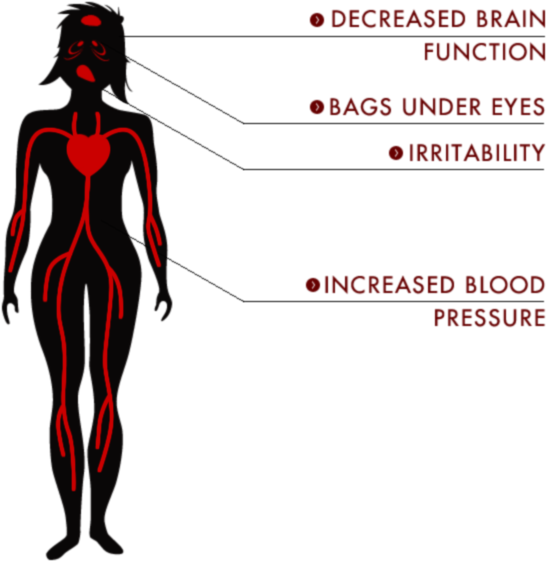 DECREASED BRAIN
FUNCTION
BAGS UNDER EYES
IRRITABILITY
INCREASED BLOOD
PRESSURE